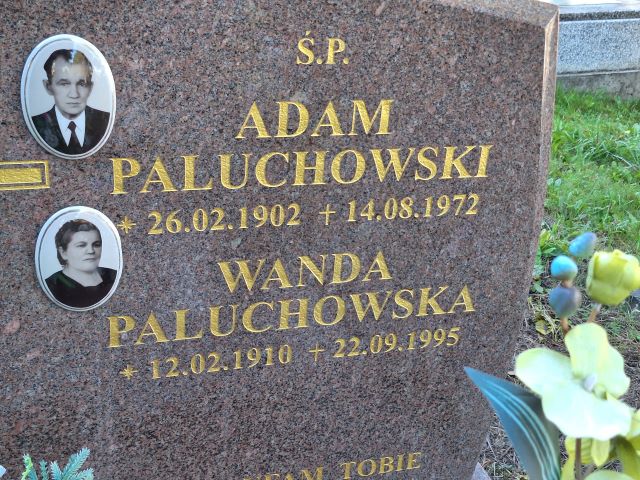 Ś.P.
ADAM
PALUCHOWSKI
* 26.02.1902 † 14.08.1972
WANDA
PALUCHOWSKA
* 12.02.1910 † 22.09.1995
TOBIE